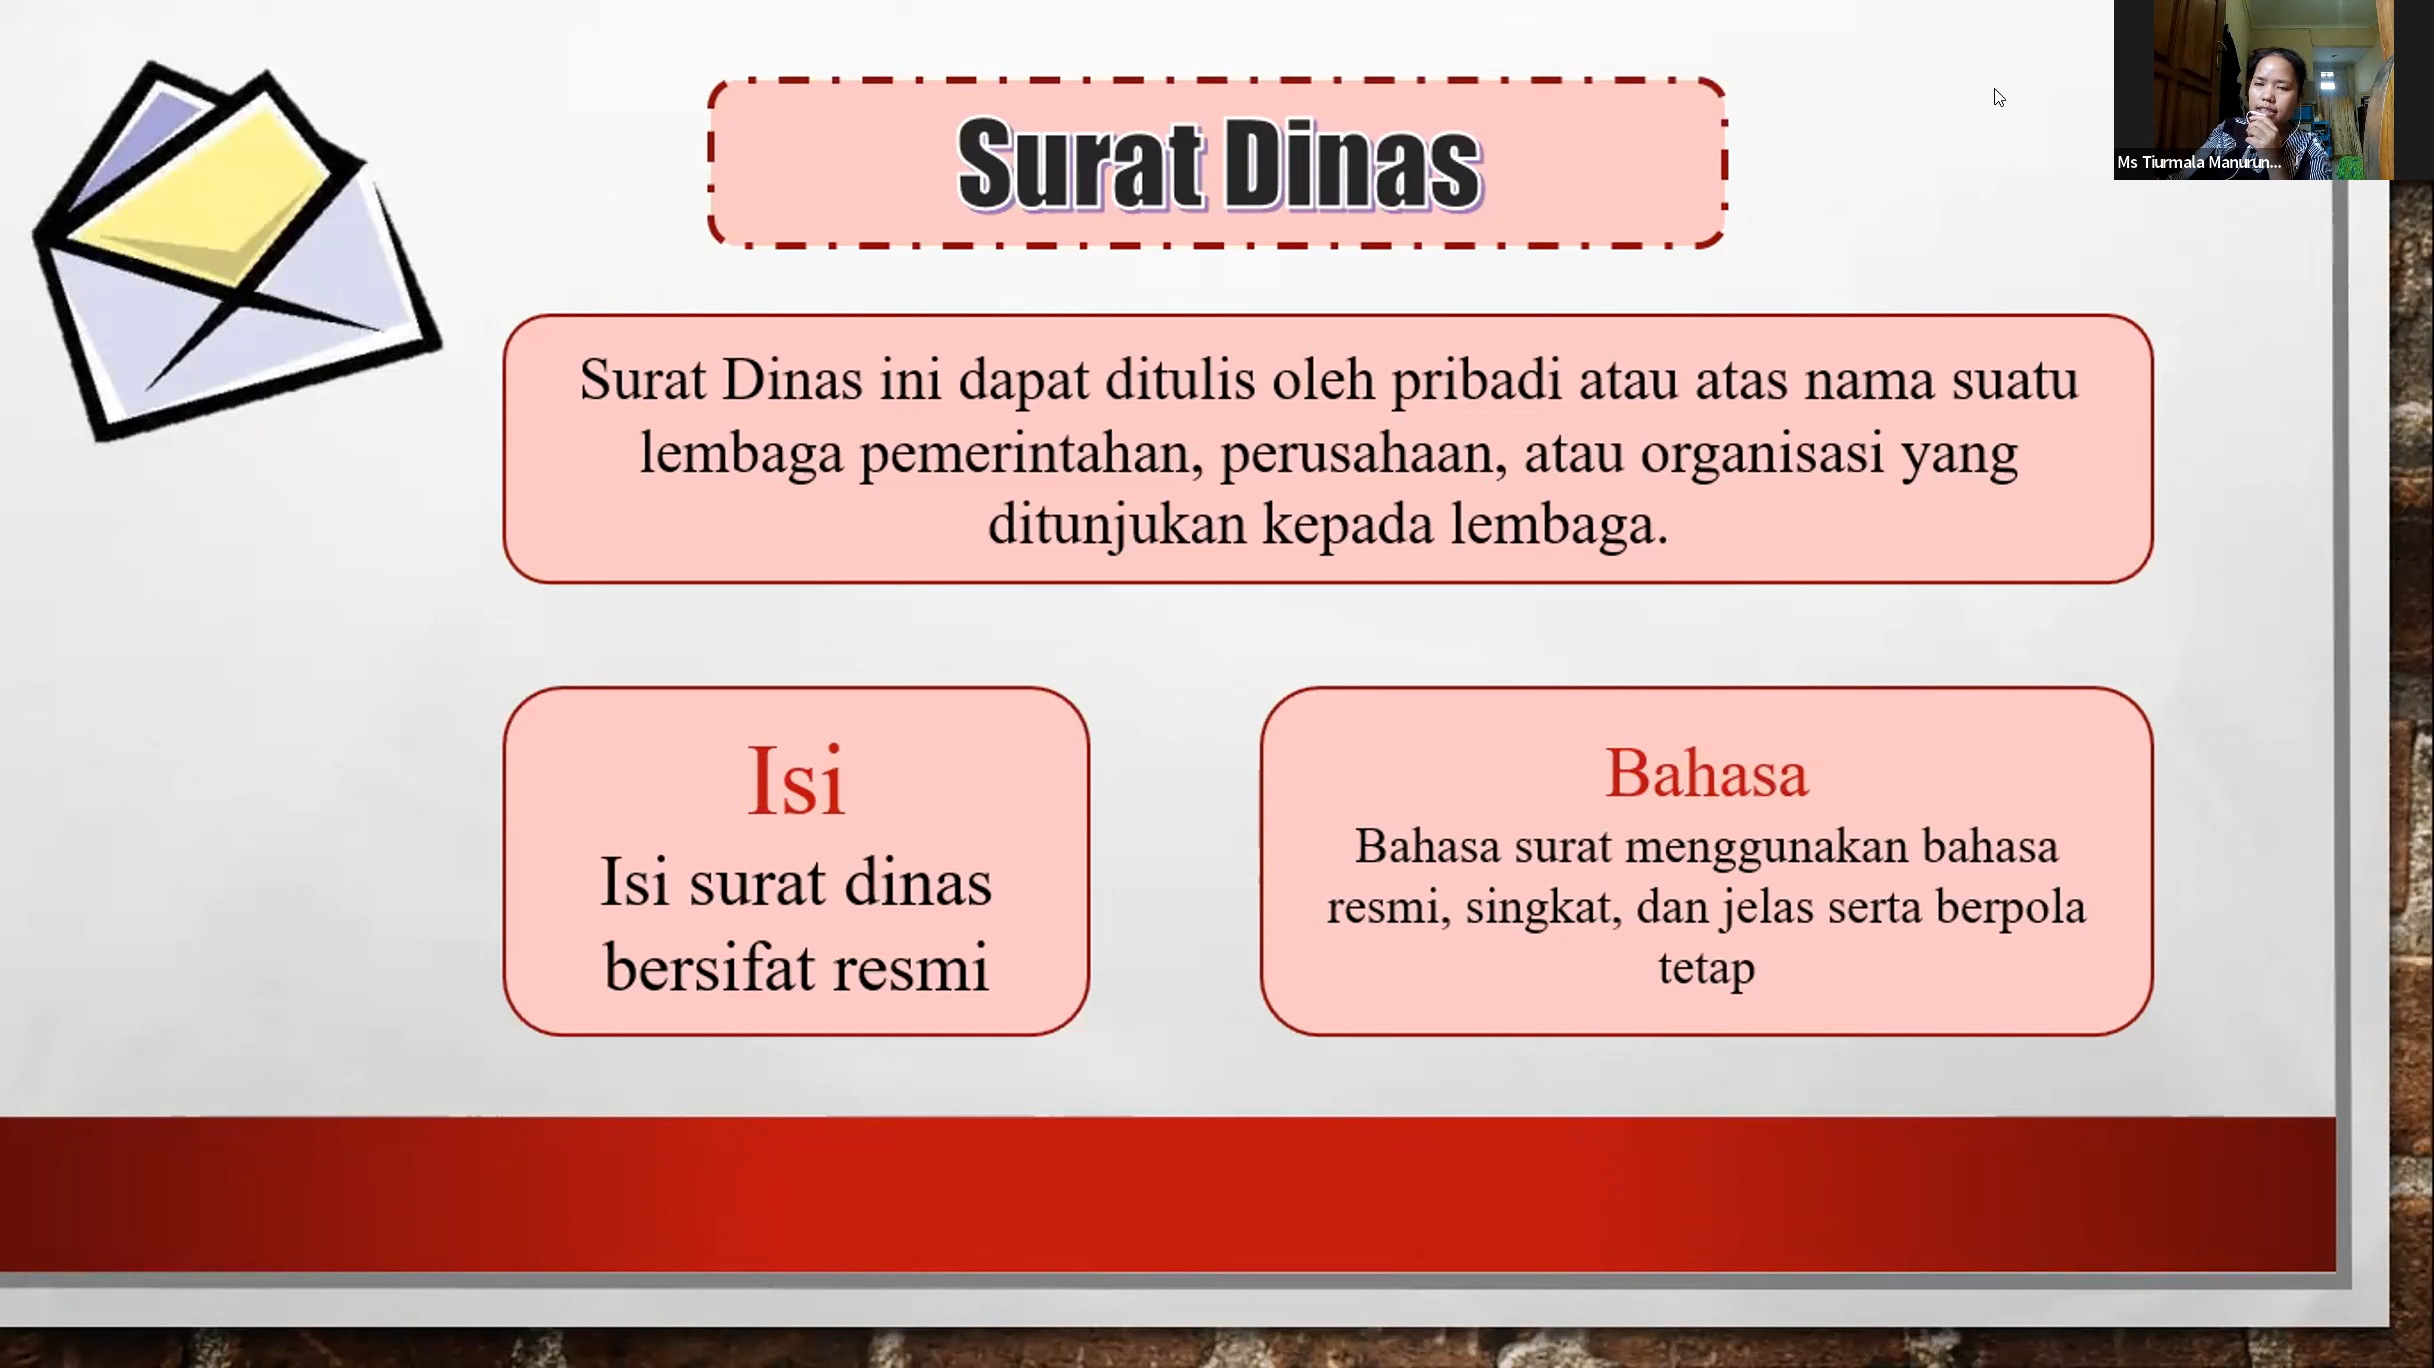 Surat Dinas
Ms Tiurmala Manurun...
Surat Dinas ini dapat ditulis oleh pribadi atau atas nama suatu
lembaga pemerintahan, perusahaan, atau organisasi yang
ditunjukan kepada lembaga.
Isi
Isi surat dinas
bersifat resmi
Bahasa
Bahasa surat menggunakan bahasa
resmi, singkat, dan jelas serta berpola
tetap